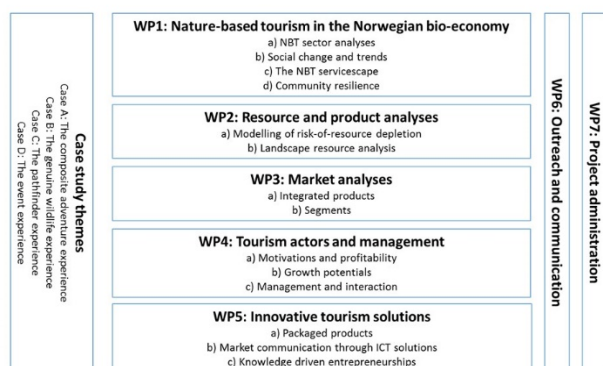 Case study themes
Case A: The composite adventure experience
Case B: The genuine wildlife experience
Case C: The pathfinder experience
Case D: The event experience
WP1: Nature-based tourism in the Norwegian bio-economy
a) NBT sector analyses
b) Social change and trends
c) The NBT servicescape
d) Community resilience
WP2: Resource and product analyses
a) Modelling of risk-of-resource depletion
b) Landscape resource analysis
WP3: Market analyses
a) Integrated products
b) Segments
WP4: Tourism actors and management
a) Motivations and profitability
b) Growth potentials
c) Management and interaction
WP5: Innovative tourism solutions
a) Packaged products
b) Market communication through ICT solutions
c) Knowledge driven entrepreneurships
WP6: Outreach and communication
WP7: Project administration